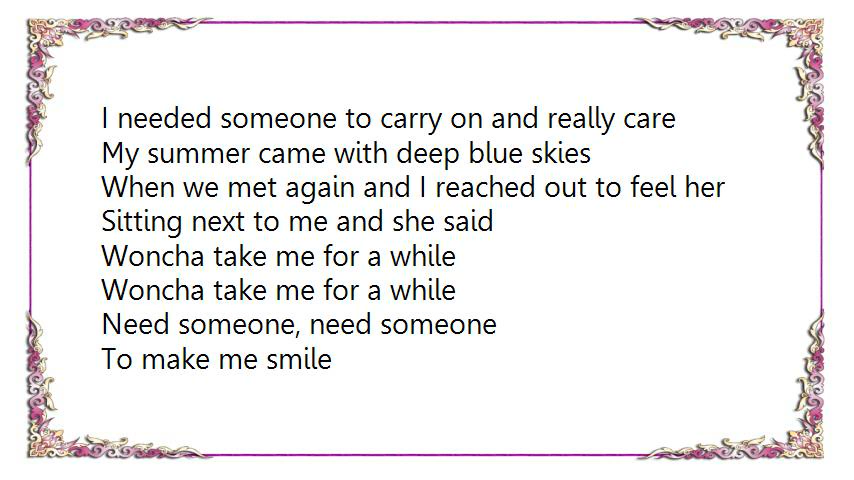 I needed someone to carry on and really care
My summer came with deep blue skies
When we met again and I reached out to feel her
Sitting next to me and she said
Woncha take me for a while
Woncha take me for a while
Need someone, need someone
To make me smile